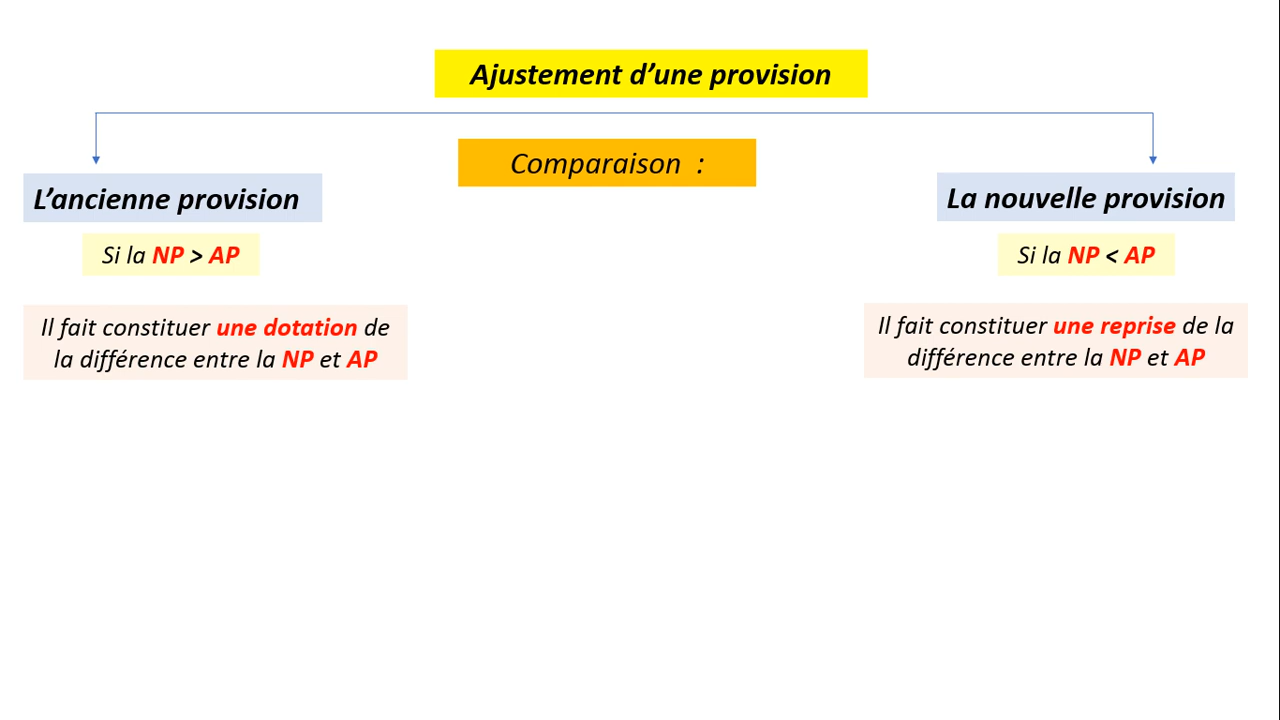 Ajustement d’une provision
Comparaison :
L’ancienne provision
Si la NP > AP
Il fait constituer une dotation de
la différence entre la NP et AP
La nouvelle provision
Si la NP < AP
Il fait constituer une reprise de la
différence entre la NP et AP